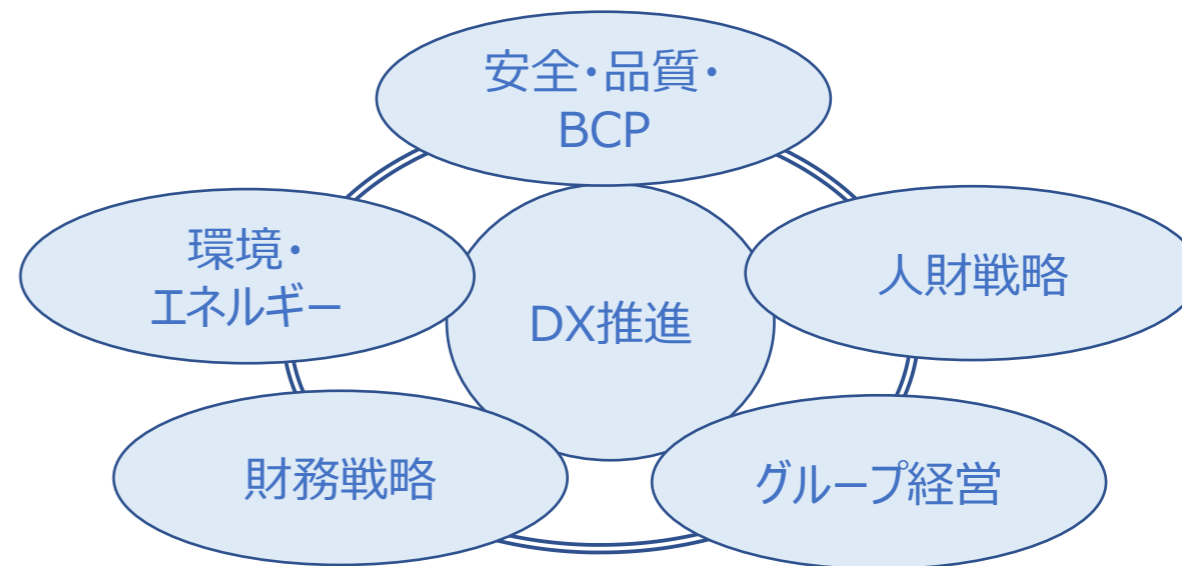 安全・品質・
BCP
環境・
エネルギー
人財戦略
DX推進
財務戦略
グループ経営